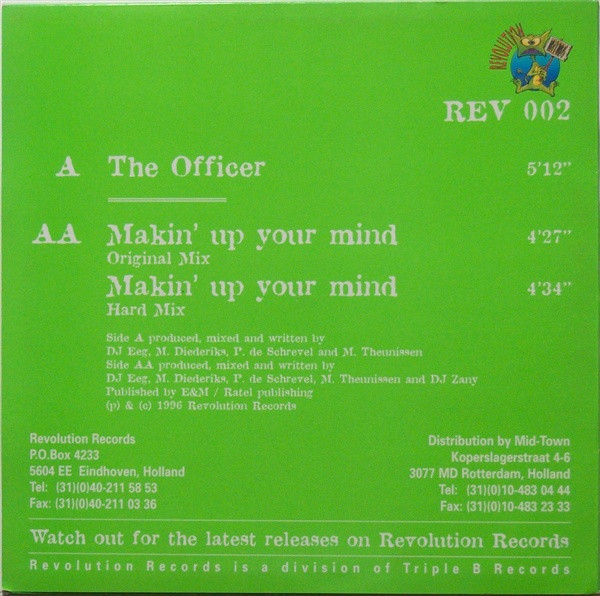 REVOLUTION
REV 002
A The Officer 5'12"
AA Makin' up your mind 4'27"
Original Mix
Makin' up your mind 4'34"
Hard Mix
Side A produced, mixed and written by
DJ Eeg, M. Diederiks, P. de Schrevel and M. Theunissen
Side AA produced, mixed and written by
DJ Eeg, M. Diederiks, P. de Schrevel, M. Theunissen and DJ Zany
Published by E&M / Ratel publishing
(p) & (c) 1996 Revolution Records
Revolution Records
P.O.Box 4233
5604 EE Eindhoven, Holland
Tel: (31)(0)40-211 58 53
Fax: (31)(0)40-211 03 36
Distribution by Mid-Town
Koperslagerstraat 4-6
3077 MD Rotterdam, Holland
Tel: (31)(0)10-483 04 44
Fax: (31)(0)10-483 23 33
Watch out for the latest releases on Revolution Records
Revolution Records is a division of Triple B Records